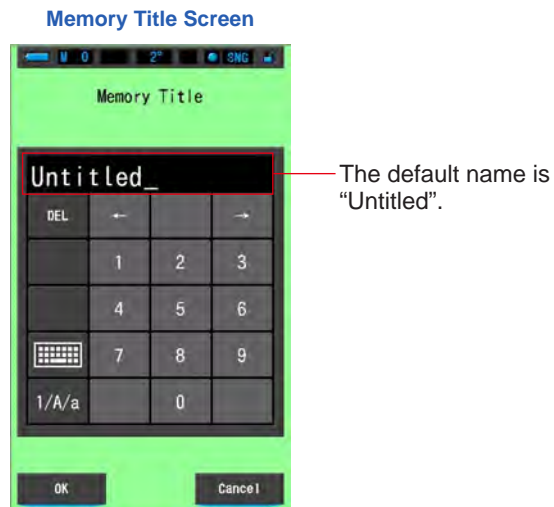 Memory Title Screen
M 0 2° SNG
Memory Title
Untitled_
The default name is
“Untitled”.
DEL ← →
1 2 3
4 5 6
7 8 9
1/A/a 0
OK Cancel